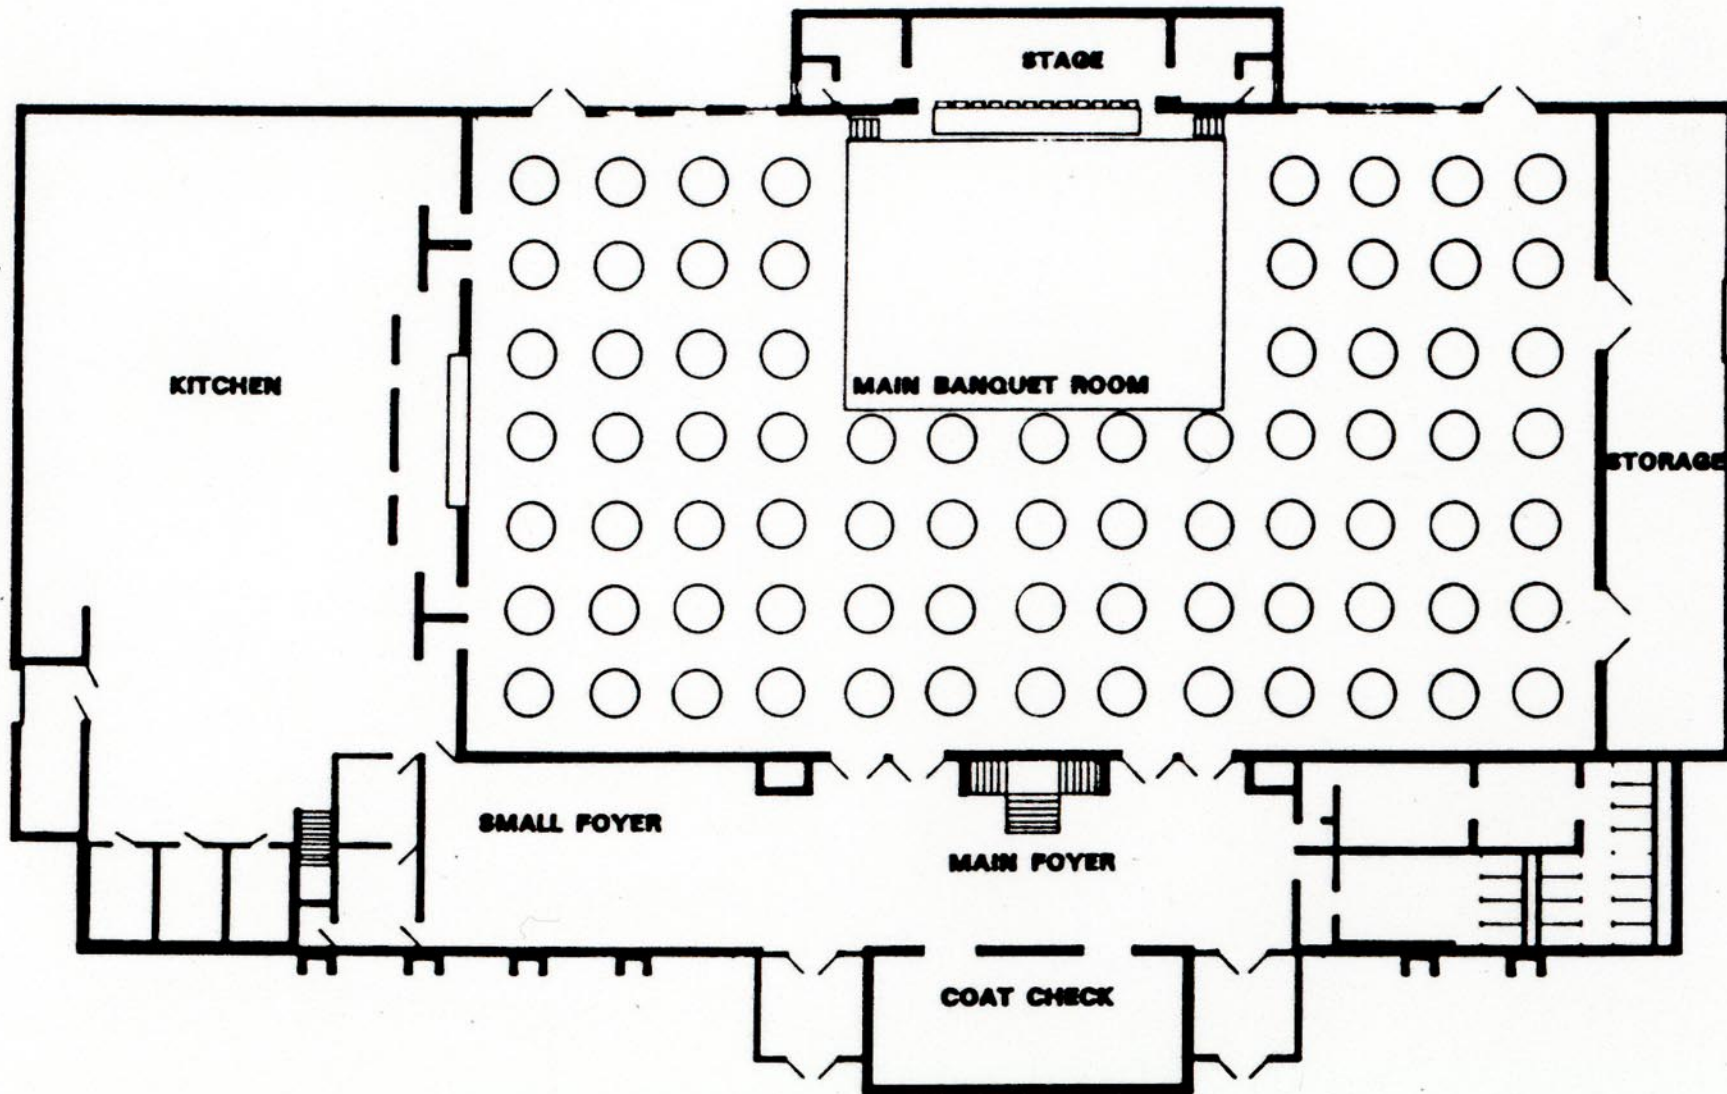 STAGE
KITCHEN
MAIN BANQUET ROOM
STORAGE
SMALL FOYER
MAIN FOYER
COAT CHECK